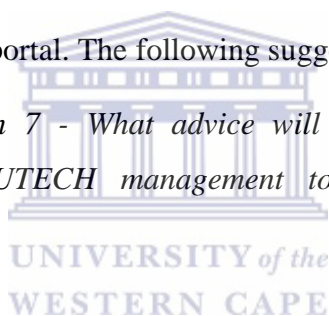 portal. The following sugg
7 - What advice will
UTECH management to
UNIVERSITY of the
WESTERN CAPE